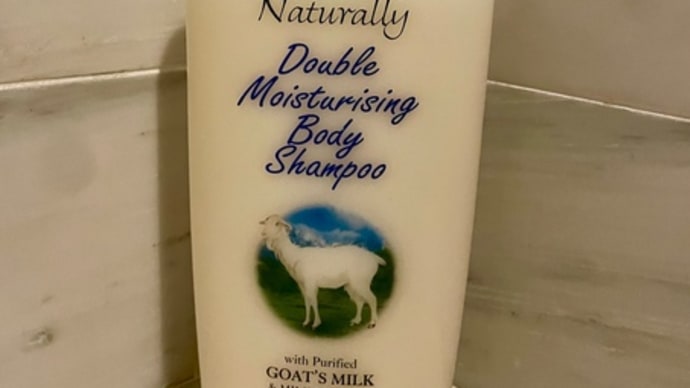 Naturally
Double
Moisturising
Body
Shampoo
with Purified
GOAT'S MILK